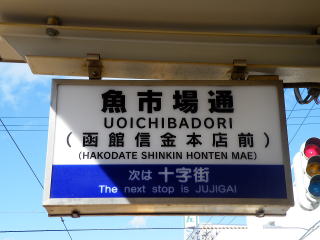 魚市場通
UOICHIBADORI
(函館信金本店前)
(HAKODATE SHINKIN HONTEN MAE)
次は 十字街
The next stop is JUJIGAI